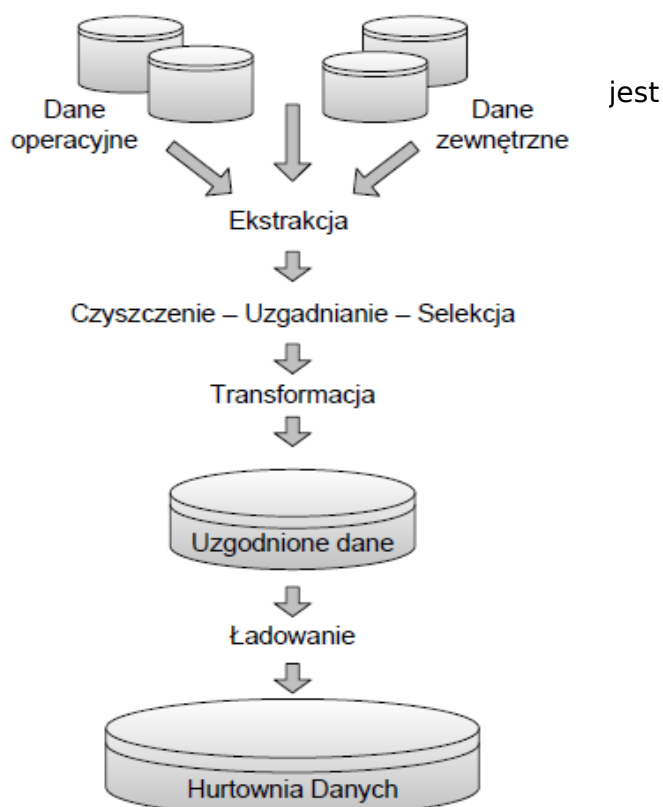 Dane
operacyjne
Dane
zewnętrzne
jest
Ekstrakcja
Czyszczenie – Uzgadnianie – Selekcja
Transformacja
Uzgodnione dane
Ładowanie
Hurtownia Danych